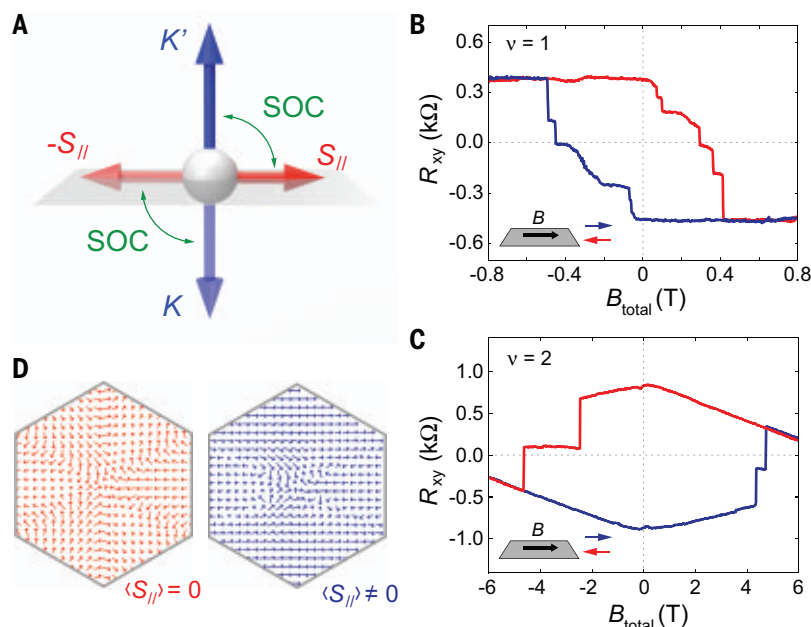 A
K'
SOC
-S//
S//
SOC
K
B
ν = 1
0.6
0.3
0.0
-0.3
-0.6
Rxy (kΩ)
B
-0.8
-0.4
0
0.4
0.8
Btotal (T)
C
ν = 2
1.0
0.5
0.0
-0.5
-1.0
Rxy (kΩ)
B
-6
-4
-2
0
2
4
6
Btotal (T)
D
⟨S//⟩ = 0
⟨S//⟩ ≠ 0